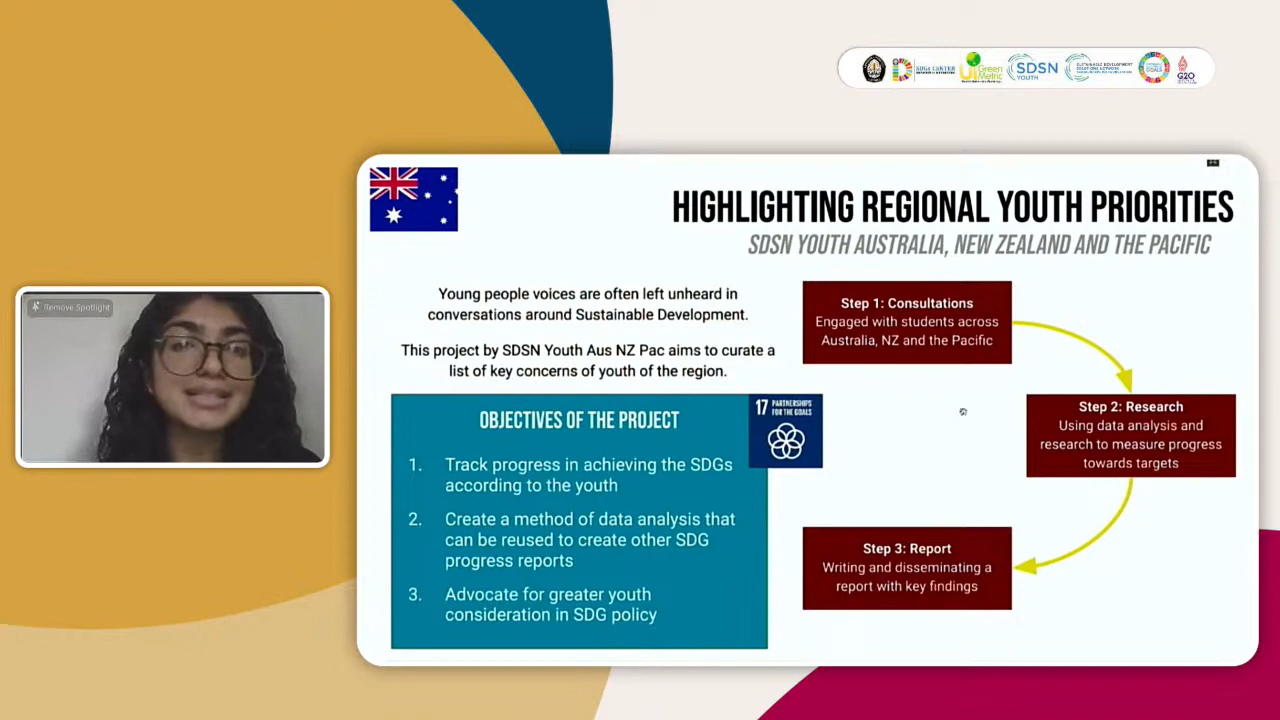 SDGs CENTER
UI
Green
Metric
SDSN
YOUTH
G20
HIGHLIGHTING REGIONAL YOUTH PRIORITIES
SDSN YOUTH AUSTRALIA, NEW ZEALAND AND THE PACIFIC
Remove Spotlight
Young people voices are often left unheard in
conversations around Sustainable Development.
This project by SDSN Youth Aus NZ Pac aims to curate a
list of key concerns of youth of the region.
OBJECTIVES OF THE PROJECT
1. Track progress in achieving the SDGs
according to the youth
2. Create a method of data analysis that
can be reused to create other SDG
progress reports
3. Advocate for greater youth
consideration in SDG policy
17 PARTNERSHIPS
FOR THE GOALS
Step 1: Consultations
Engaged with students across
Australia, NZ and the Pacific
Step 2: Research
Using data analysis and
research to measure progress
towards targets
Step 3: Report
Writing and disseminating a
report with key findings